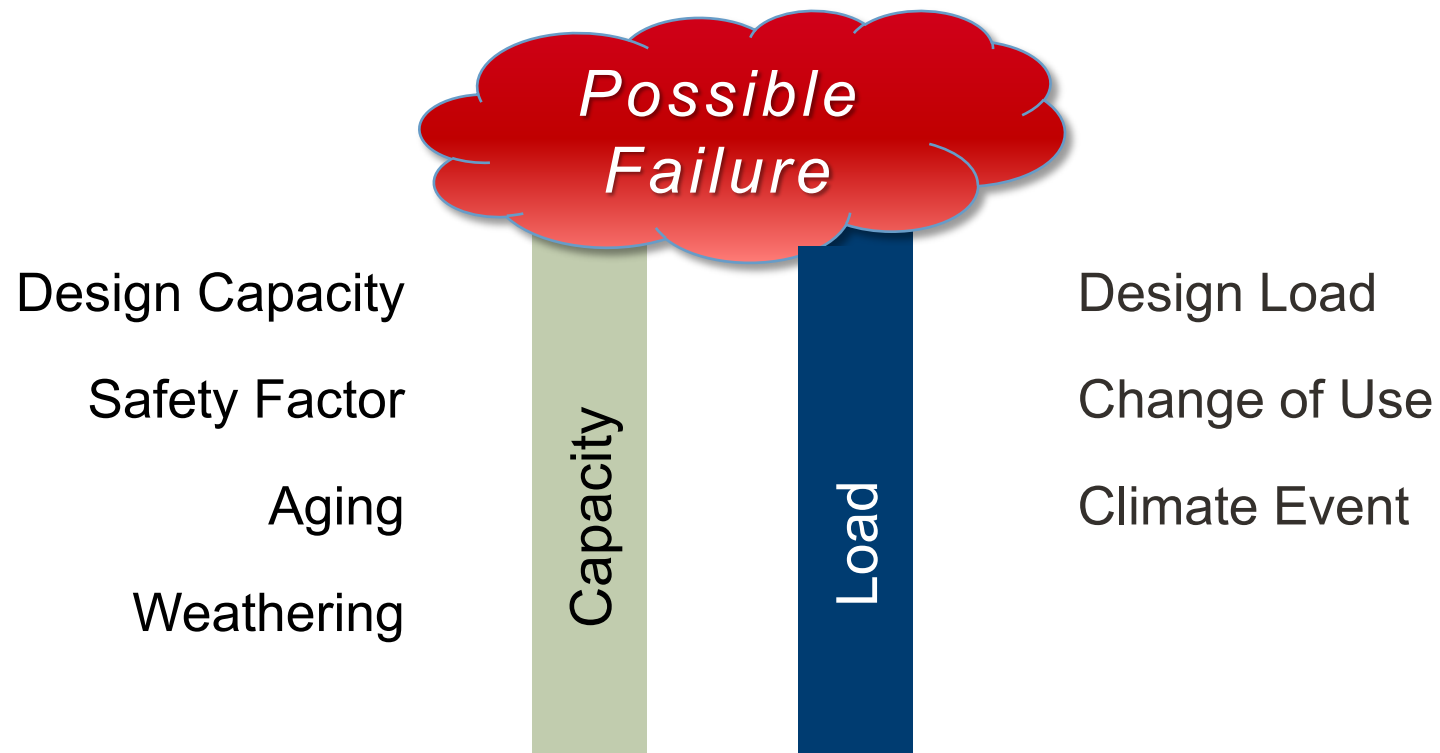 Possible
Failure
Design Capacity
Safety Factor
Aging
Weathering
Capacity
Load
Design Load
Change of Use
Climate Event